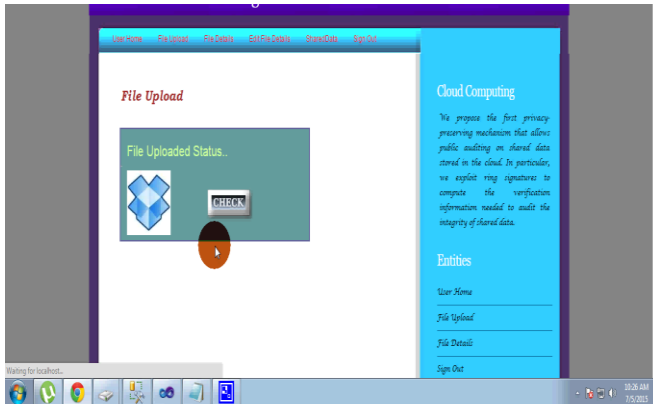 User Home File Upload File Details Edit File Details SharedData Sign Out
File Upload
File Uploaded Status..
CHECK
Cloud Computing
We propose the first privacy-
preserving mechanism that allows
public auditing on shared data
stored in the cloud. In particular,
we exploit ring signatures to
compute the verification
information needed to audit the
integrity of shared data.
Entities
User Home
File Upload
File Details
Sign Out
Waiting for localhost...
10:26 AM
7/5/2015